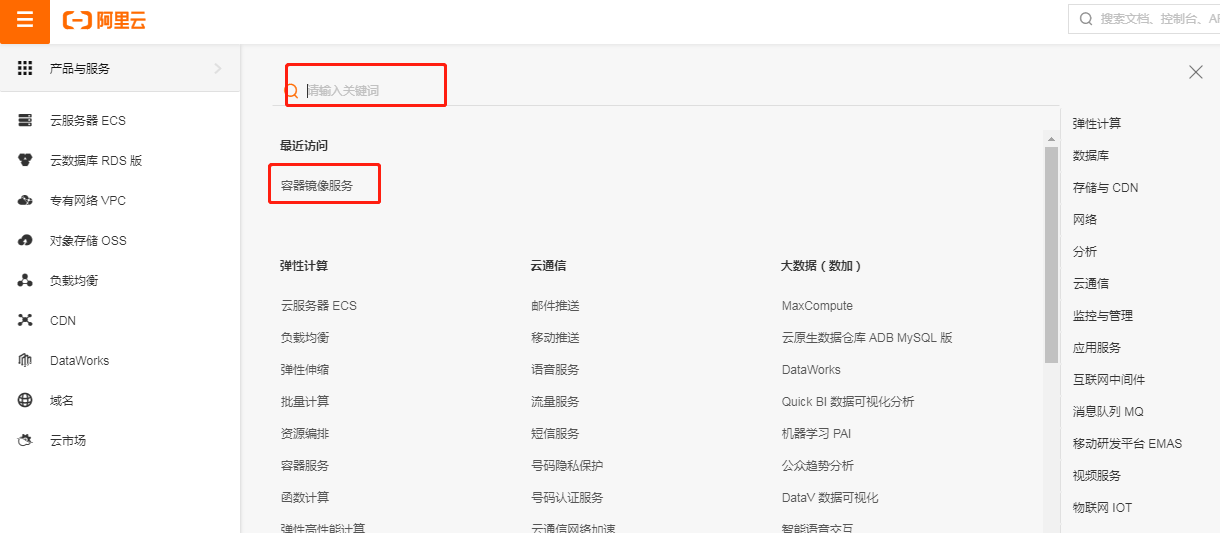 阿里云
搜索文档、控制台、AP
产品与服务
云服务器 ECS
云数据库 RDS 版
专有网络 VPC
对象存储 OSS
负载均衡
CDN
DataWorks
域名
云市场
请输入关键词
最近访问
容器镜像服务
弹性计算
云服务器 ECS
负载均衡
弹性伸缩
批量计算
资源编排
容器服务
函数计算
弹性高性能计算
云通信
邮件推送
移动推送
语音服务
流量服务
短信服务
号码隐私保护
号码认证服务
云通信网络加速
大数据（数加）
MaxCompute
云原生数据仓库 ADB MySQL 版
DataWorks
Quick BI 数据可视化分析
机器学习 PAI
公众趋势分析
DataV 数据可视化
智能语音交互
弹性计算
数据库
存储与 CDN
网络
分析
云通信
监控与管理
应用服务
互联网中间件
消息队列 MQ
移动研发平台 EMAS
视频服务
物联网 IOT